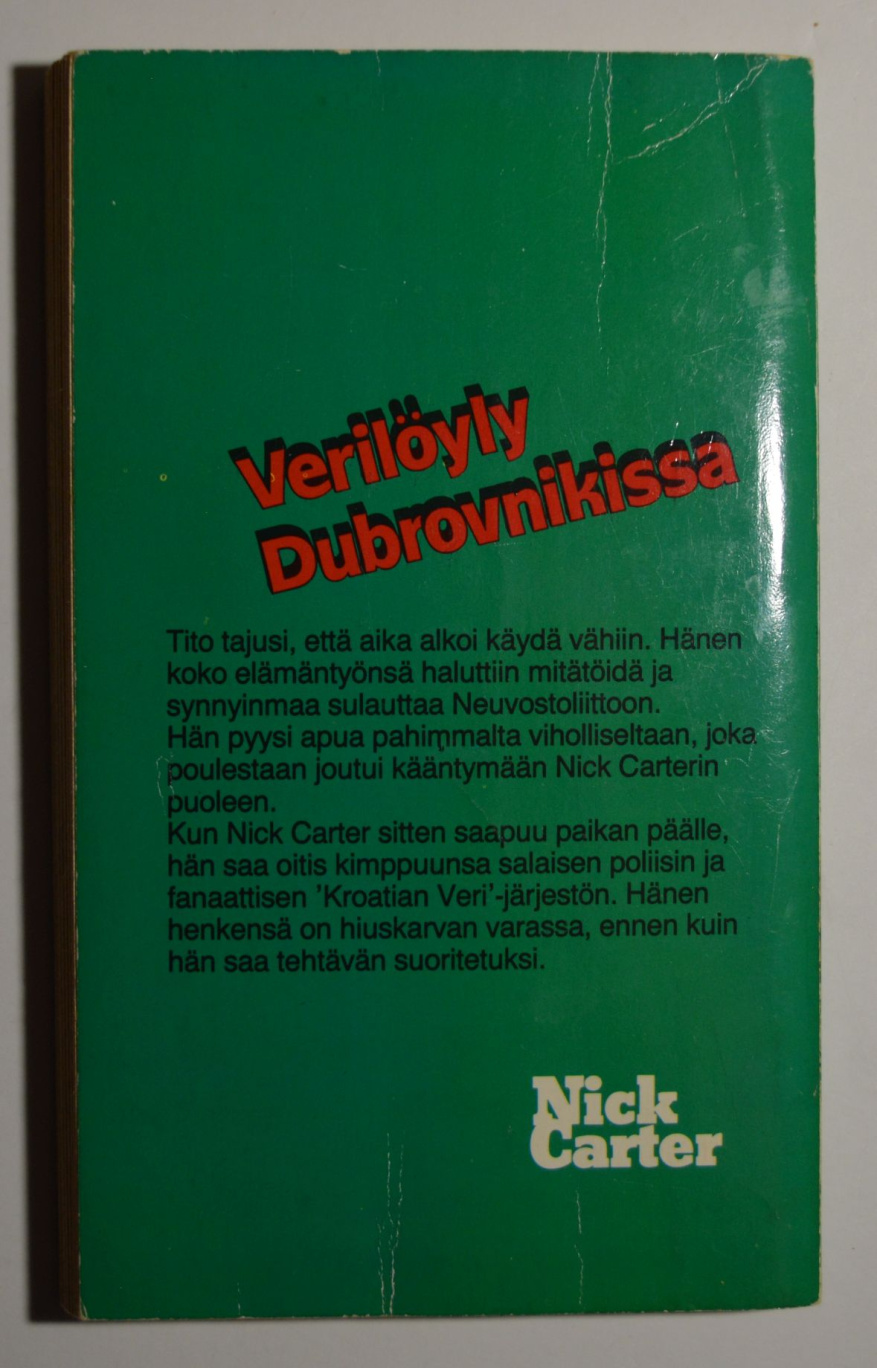 Verilöyly
Dubrovnikissa
Tito tajusi, että aika alkoi käydä vähiin. Hänen
koko elämäntyönsä haluttiin mitätöidä ja
synnyinmaa sulauttaa Neuvostoliittoon.
Hän pyysi apua pahimmalta viholliseltaan, joka
poulestaan joutui kääntymään Nick Carterin
puoleen.
Kun Nick Carter sitten saapuu paikan päälle,
hän saa oitis kimppuunsa salaisen poliisin ja
fanaattisen 'Kroatian Veri'-järjestön. Hänen
henkensä on hiuskarvan varassa, ennen kuin
hän saa tehtävän suoritetuksi.
Nick
Carter